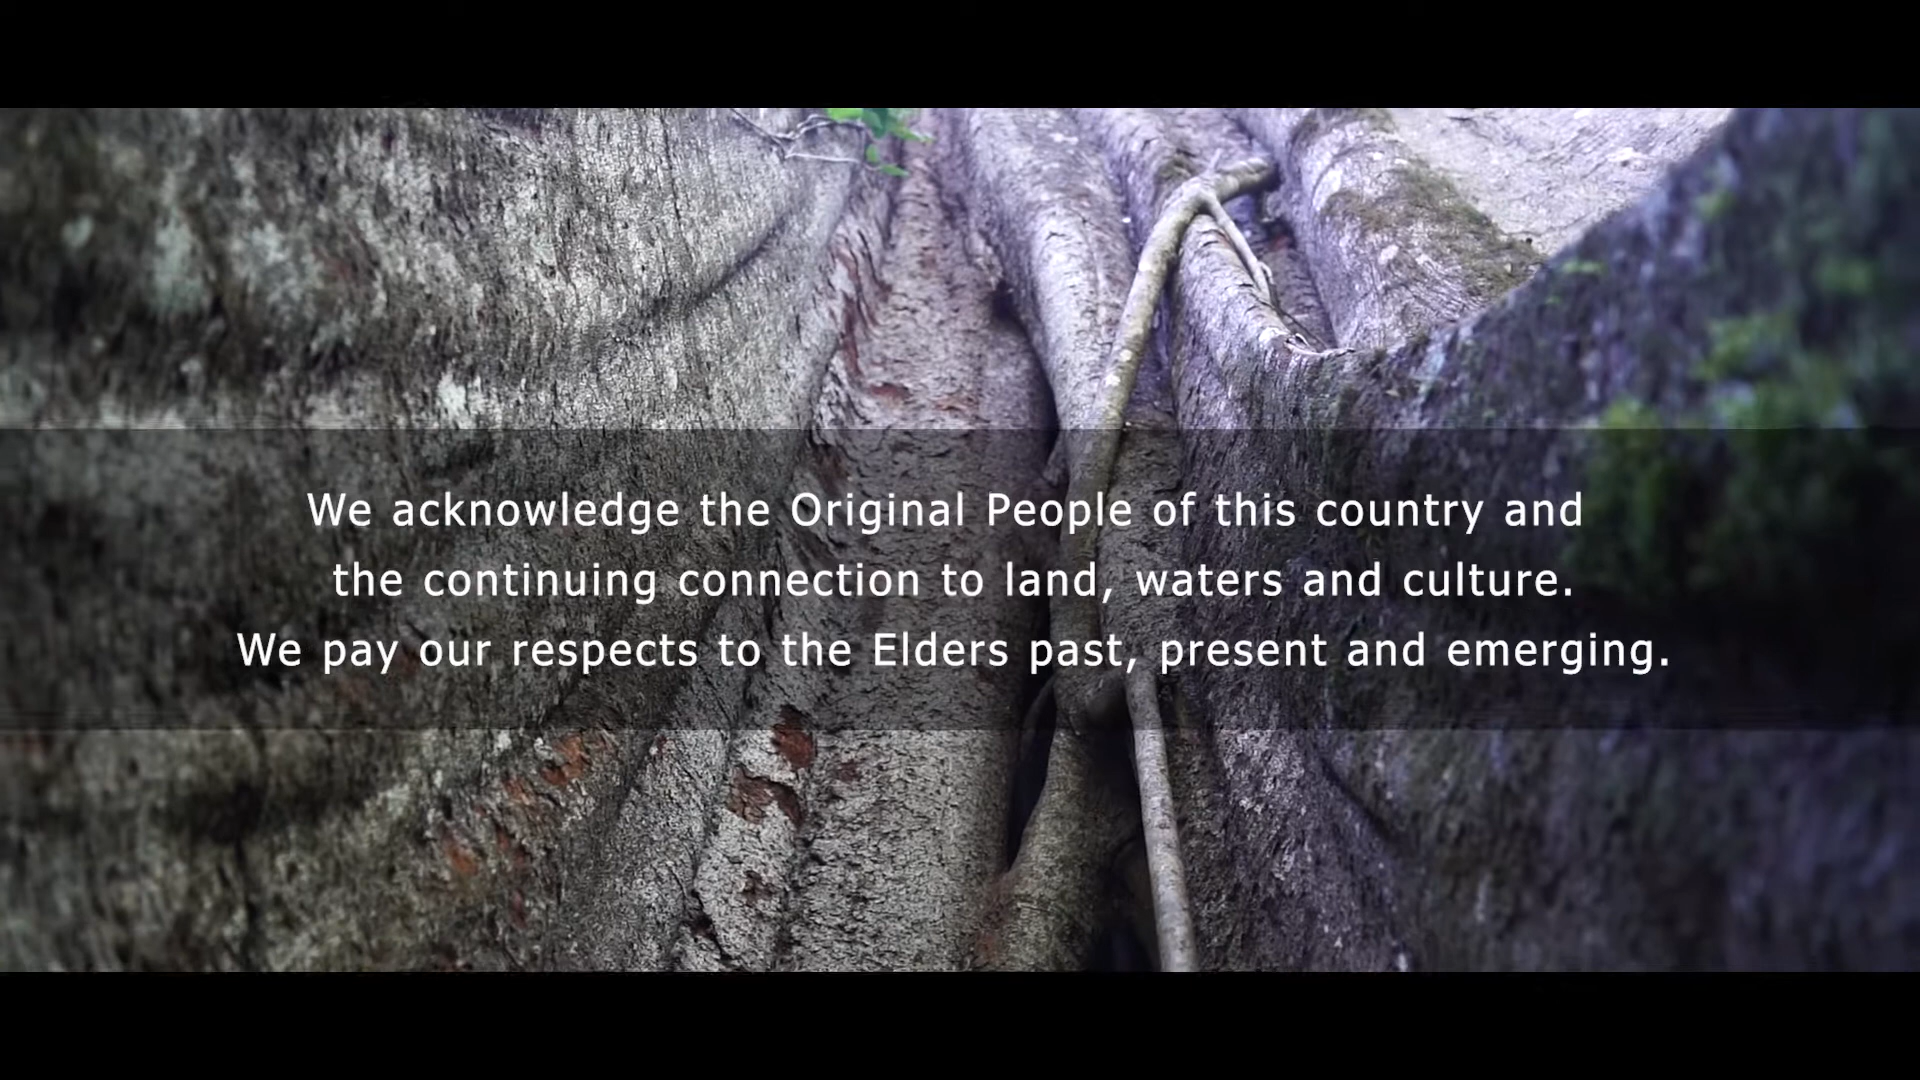 We acknowledge the Original People of this country and
the continuing connection to land, waters and culture.
We pay our respects to the Elders past, present and emerging.